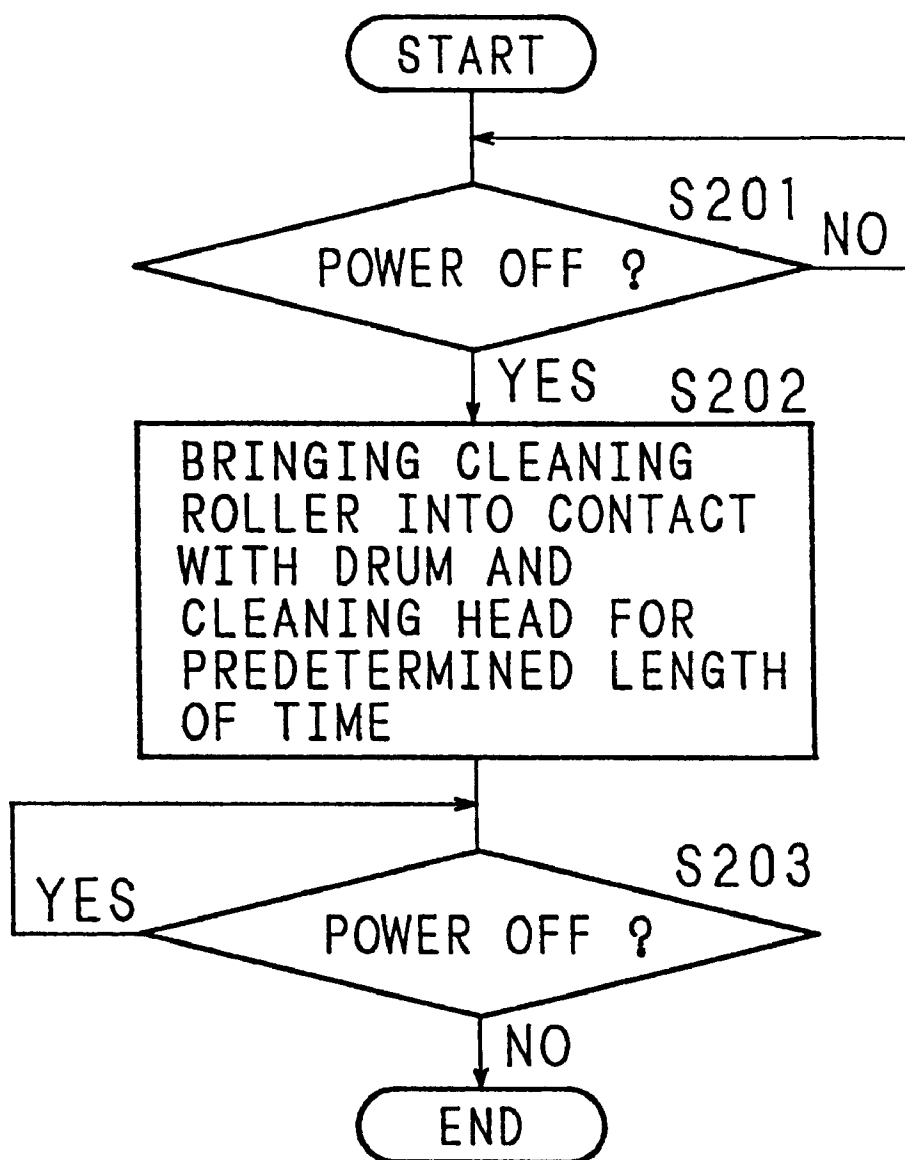 START
S201
NO
POWER OFF ?
YES
S202
BRINGING CLEANING
ROLLER INTO CONTACT
WITH DRUM AND
CLEANING HEAD FOR
PREDETERMINED LENGTH
OF TIME
S203
YES
POWER OFF ?
NO
END